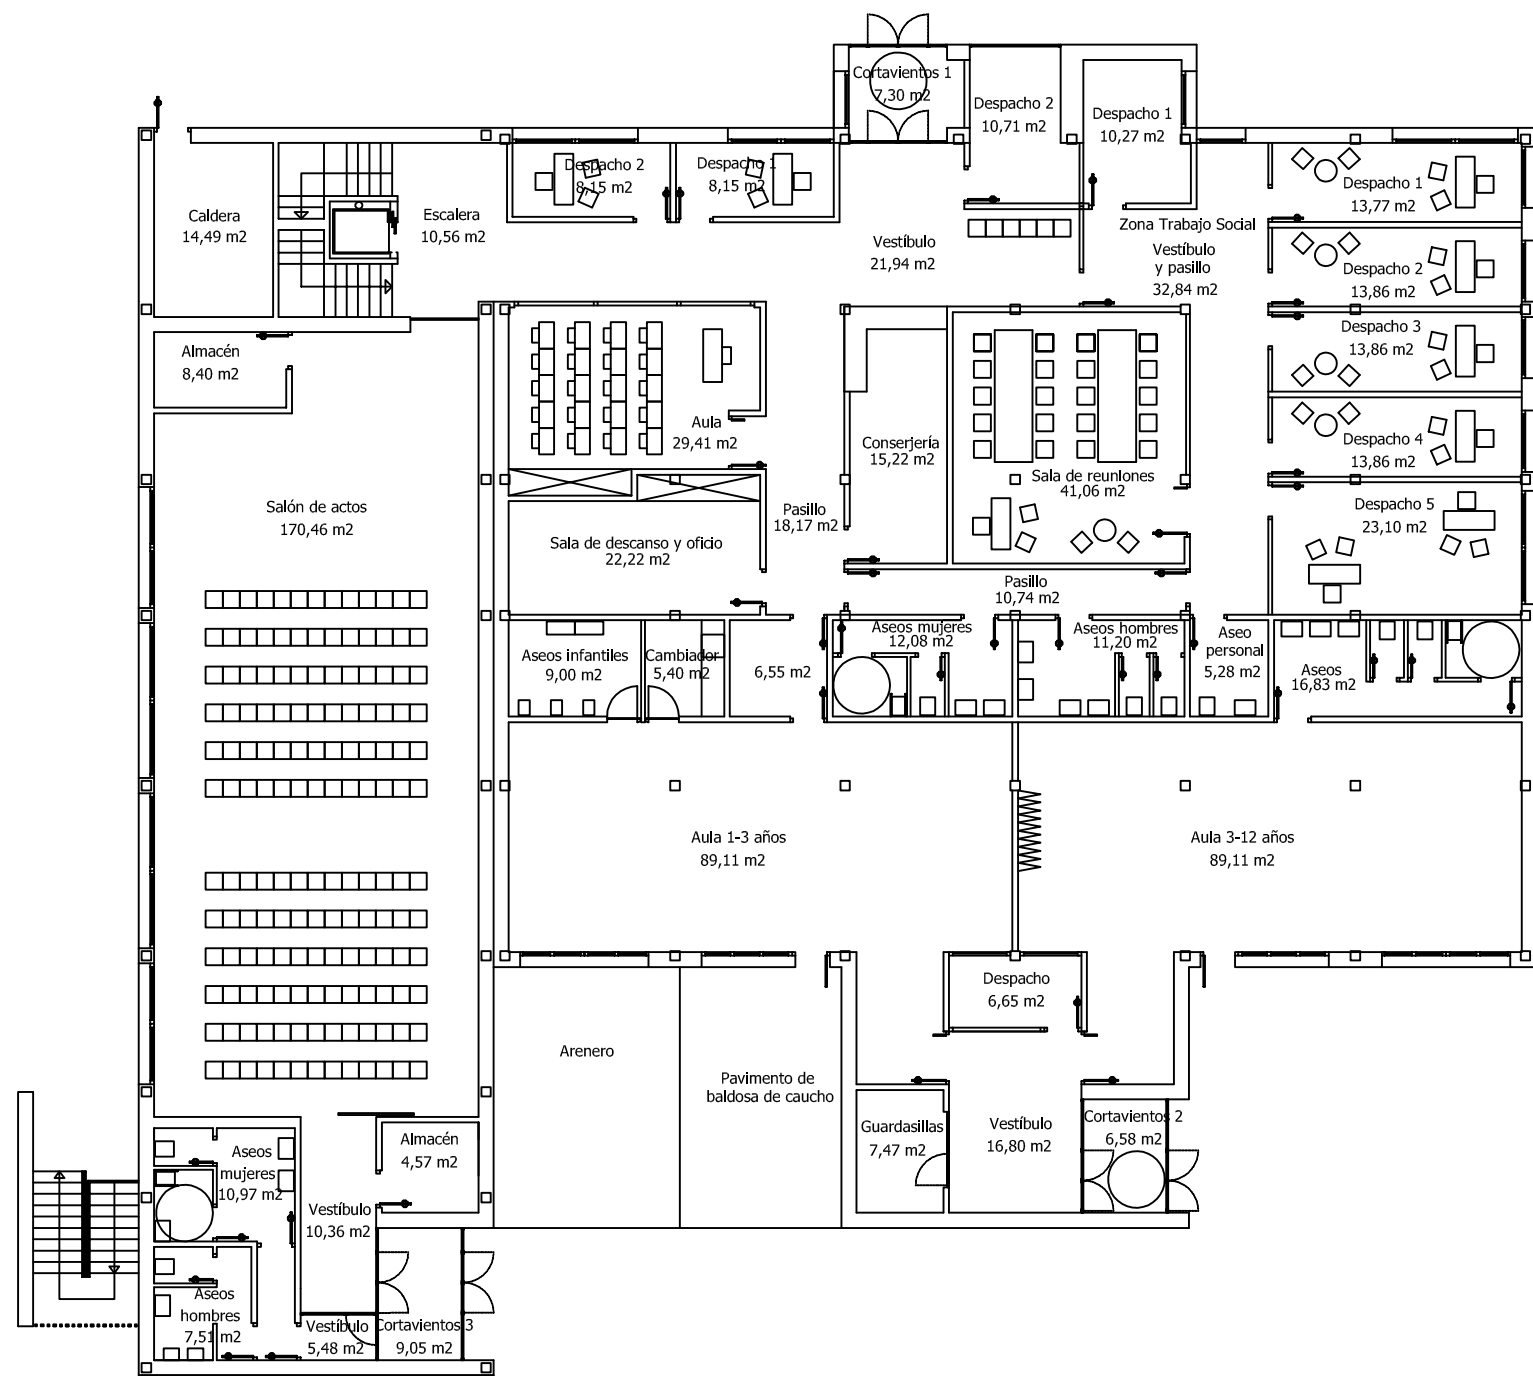 Cortavientos 1
7,30 m2
Despacho 2
10,71 m2
Despacho 1
10,27 m2
Despacho 2
8,15 m2
Despacho 1
8,15 m2
Despacho 1
13,77 m2
Caldera
14,49 m2
Escalera
10,56 m2
Vestíbulo
21,94 m2
Zona Trabajo Social
Vestíbulo
y pasillo
32,84 m2
Despacho 2
13,86 m2
Despacho 3
13,86 m2
Almacén
8,40 m2
Aula
29,41 m2
Conserjería
15,22 m2
Sala de reuniones
41,06 m2
Despacho 4
13,86 m2
Salón de actos
170,46 m2
Pasillo
18,17 m2
Despacho 5
23,10 m2
Sala de descanso y oficio
22,22 m2
Pasillo
10,74 m2
Aseos infantiles
9,00 m2
Cambiador
5,40 m2
6,55 m2
Aseos mujeres
12,08 m2
Aseos hombres
11,20 m2
Aseo
personal
5,28 m2
Aseos
16,83 m2
Aula 1-3 años
89,11 m2
Aula 3-12 años
89,11 m2
Despacho
6,65 m2
Arenero
Pavimento de
baldosa de caucho
Guardasillas
7,47 m2
Vestíbulo
16,80 m2
Cortavientos 2
6,58 m2
Aseos
mujeres
10,97 m2
Almacén
4,57 m2
Vestíbulo
10,36 m2
Aseos
hombres
7,51 m2
Vestíbulo
5,48 m2
Cortavientos 3
9,05 m2